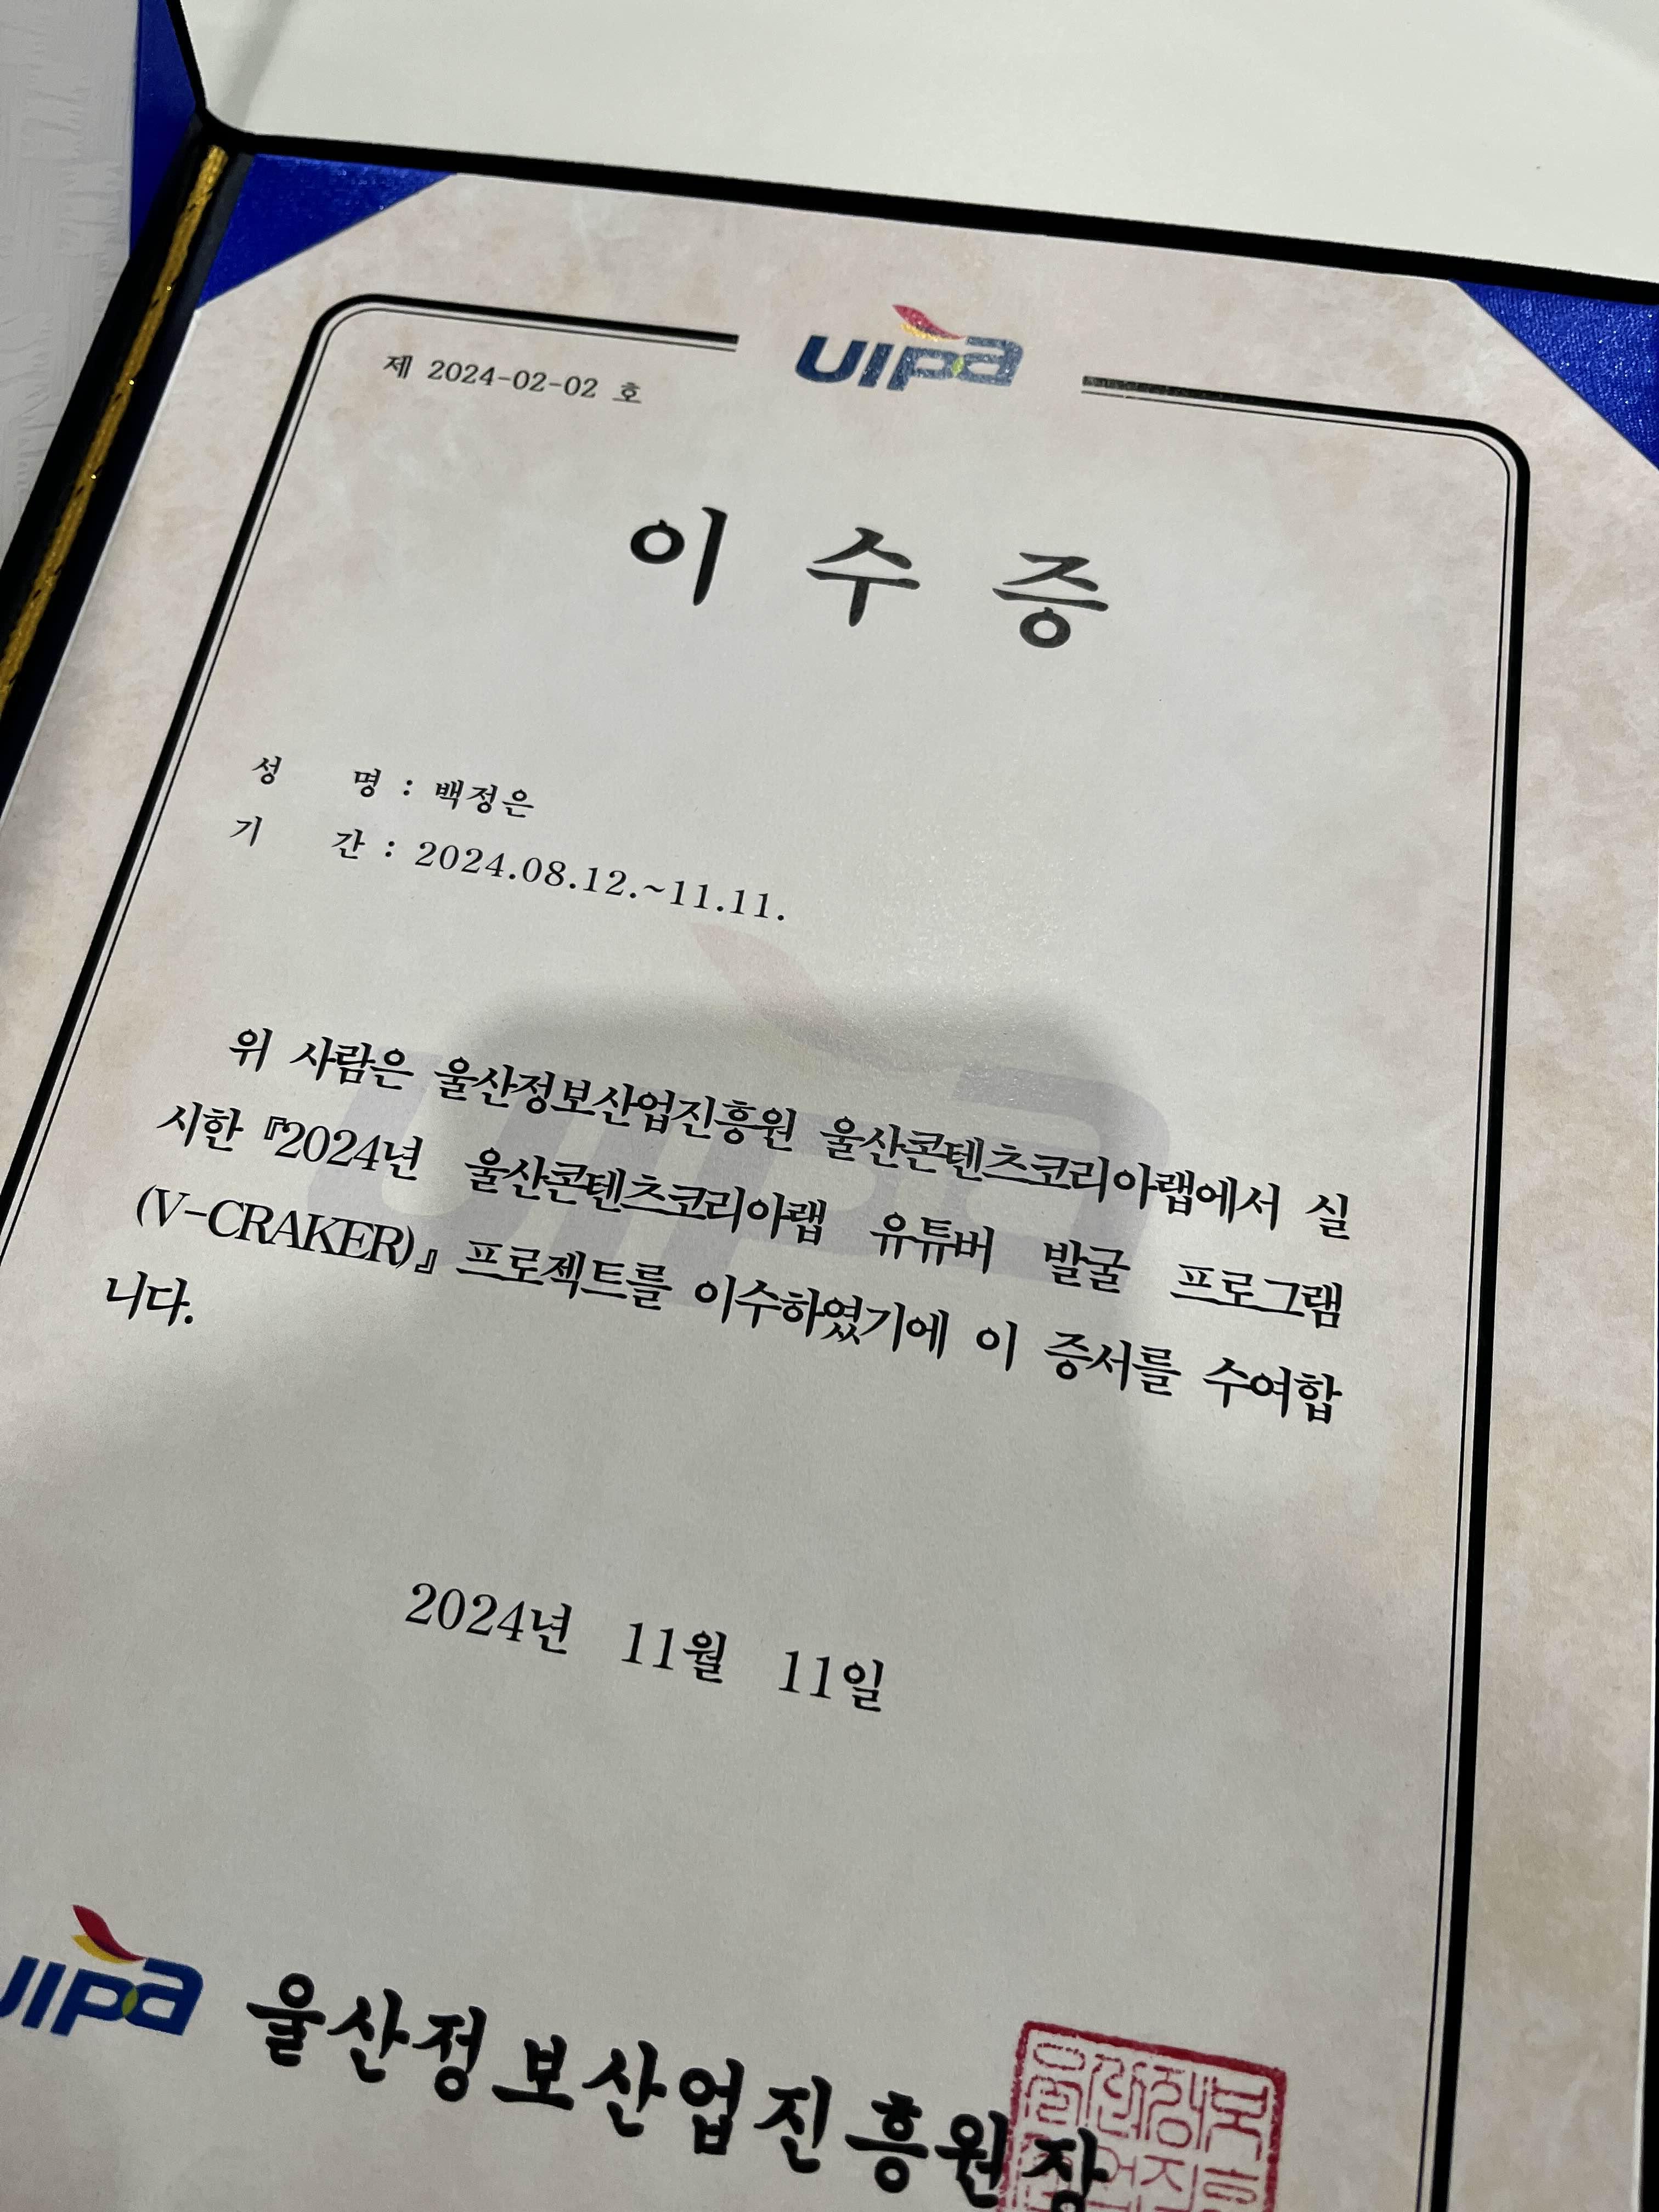 uipa
제 2024-02-02 호
이 수 증
성 명 : 백정은
기 간 : 2024.08.12.~11.11.
위 사람은 울산정보산업진흥원 울산콘텐츠코리아랩에서 실
시한 『2024년 울산콘텐츠코리아랩 유튜버 발굴 프로그램
(V-CRAKER)』 프로젝트를 이수하였기에 이 증서를 수여합
니다.
2024년 11월 11일
uipa 울산정보산업진흥원장